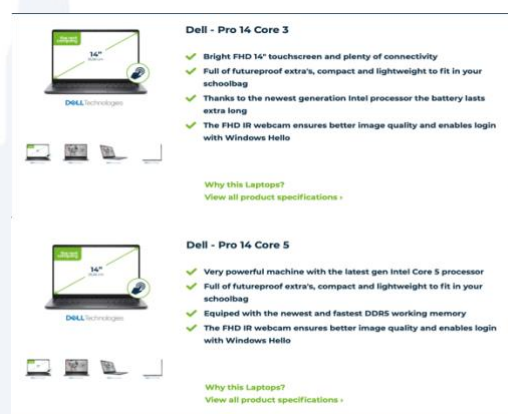 Dell - Pro 14 Core 3
14"
Bright FHD 14" touchscreen and plenty of connectivity
Full of futureproof extra's, compact and lightweight to fit in your
schoolbag
Thanks to the newest generation Intel processor the battery lasts
extra long
The FHD IR webcam ensures better image quality and enables login
with Windows Hello
DELL Technologies
Why this Laptops?
View all product specifications ›
Dell - Pro 14 Core 5
14"
Very powerful machine with the latest gen Intel Core 5 processor
Full of futureproof extra's, compact and lightweight to fit in your
schoolbag
Equiped with the newest and fastest DDR5 working memory
The FHD IR webcam ensures better image quality and enables login
with Windows Hello
DELL Technologies
Why this Laptops?
View all product specifications ›